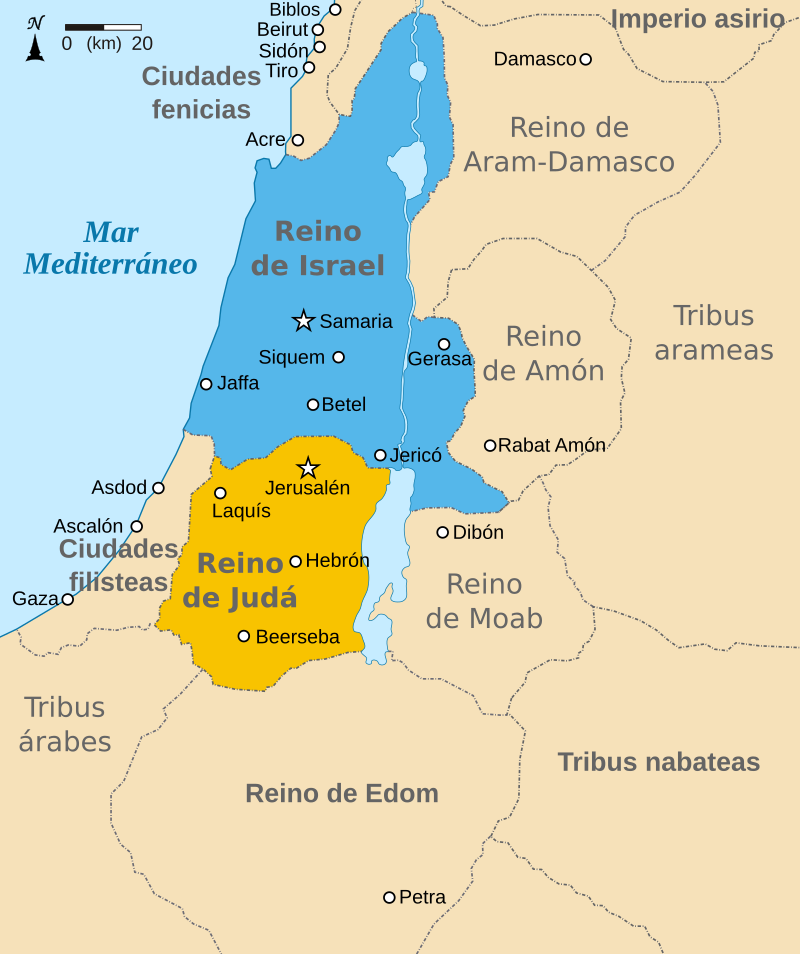 Biblos
Imperio asirio
N
Beirut
0 (km) 20
Sidón
Damasco
Tiro
Ciudades
fenicias
Reino de
Aram-Damasco
Acre
Mar
Mediterráneo
Reino
de Israel
Samaria
Tribus
arameas
Reino
de Amón
Siquem
Gerasa
Jaffa
Betel
Rabat Amón
Jericó
Jerusalén
Asdod
Laquís
Ascalón
Dibón
Ciudades
filisteas
Reino
de Judá
Hebrón
Reino
de Moab
Gaza
Beerseba
Tribus
árabes
Tribus nabateas
Reino de Edom
Petra